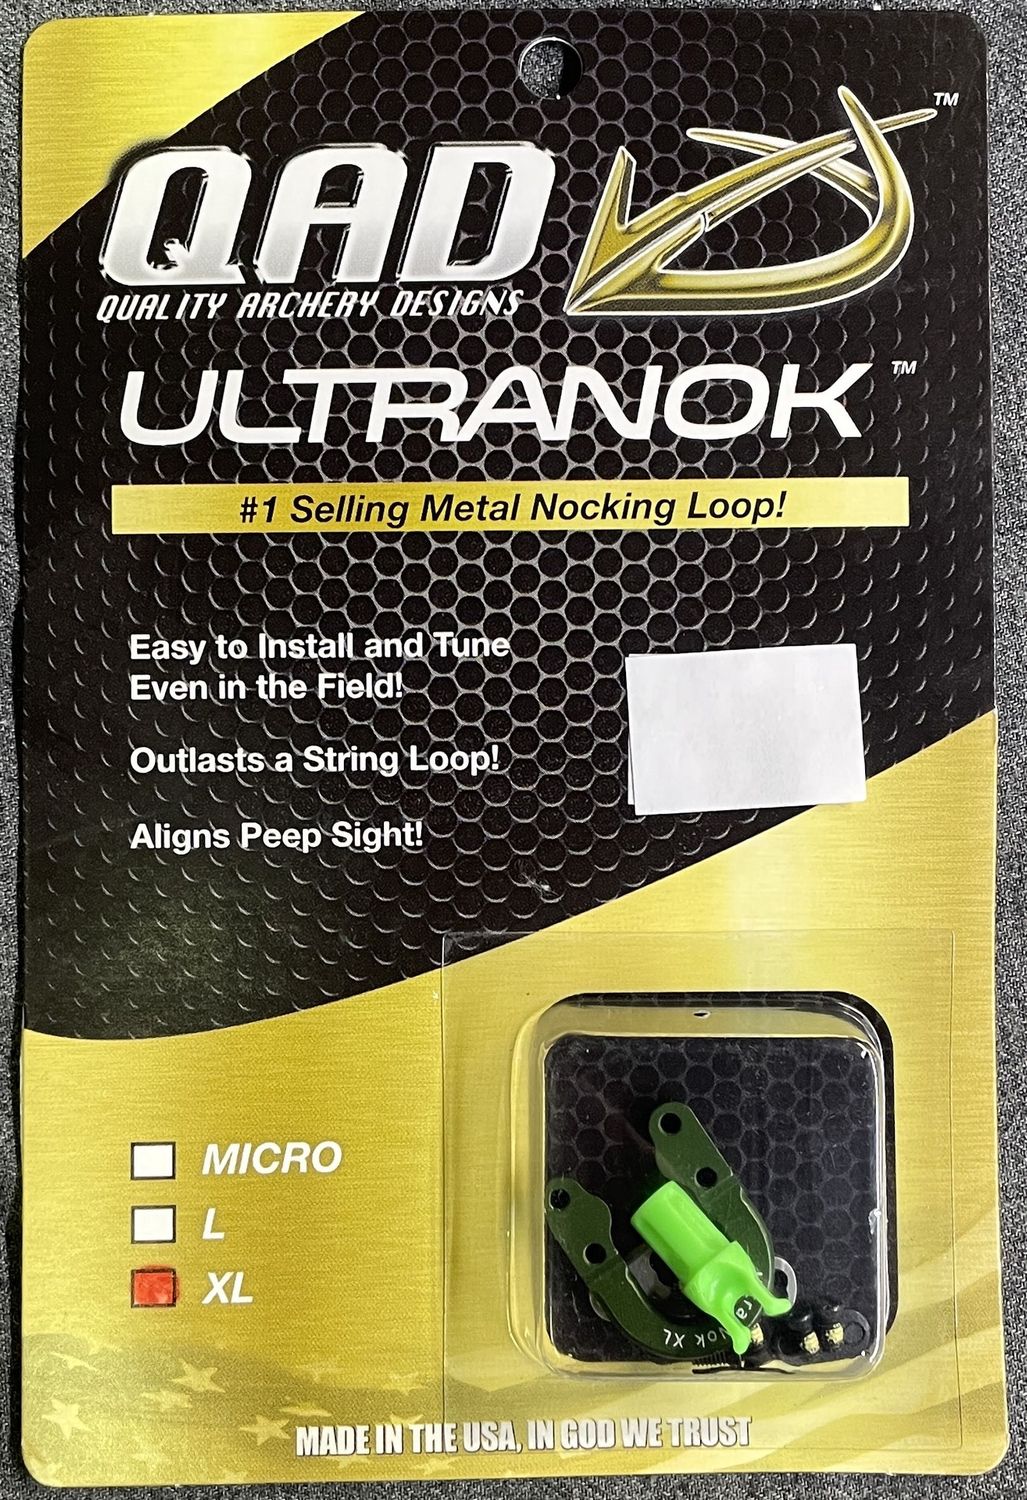 TM
QAD
QUALITY ARCHERY DESIGNS
ULTRANOK TM
#1 Selling Metal Nocking Loop!
Easy to Install and Tune
Even in the Field!
Outlasts a String Loop!
Aligns Peep Sight!
MICRO
L
XL
XL
MADE IN THE USA, IN GOD WE TRUST